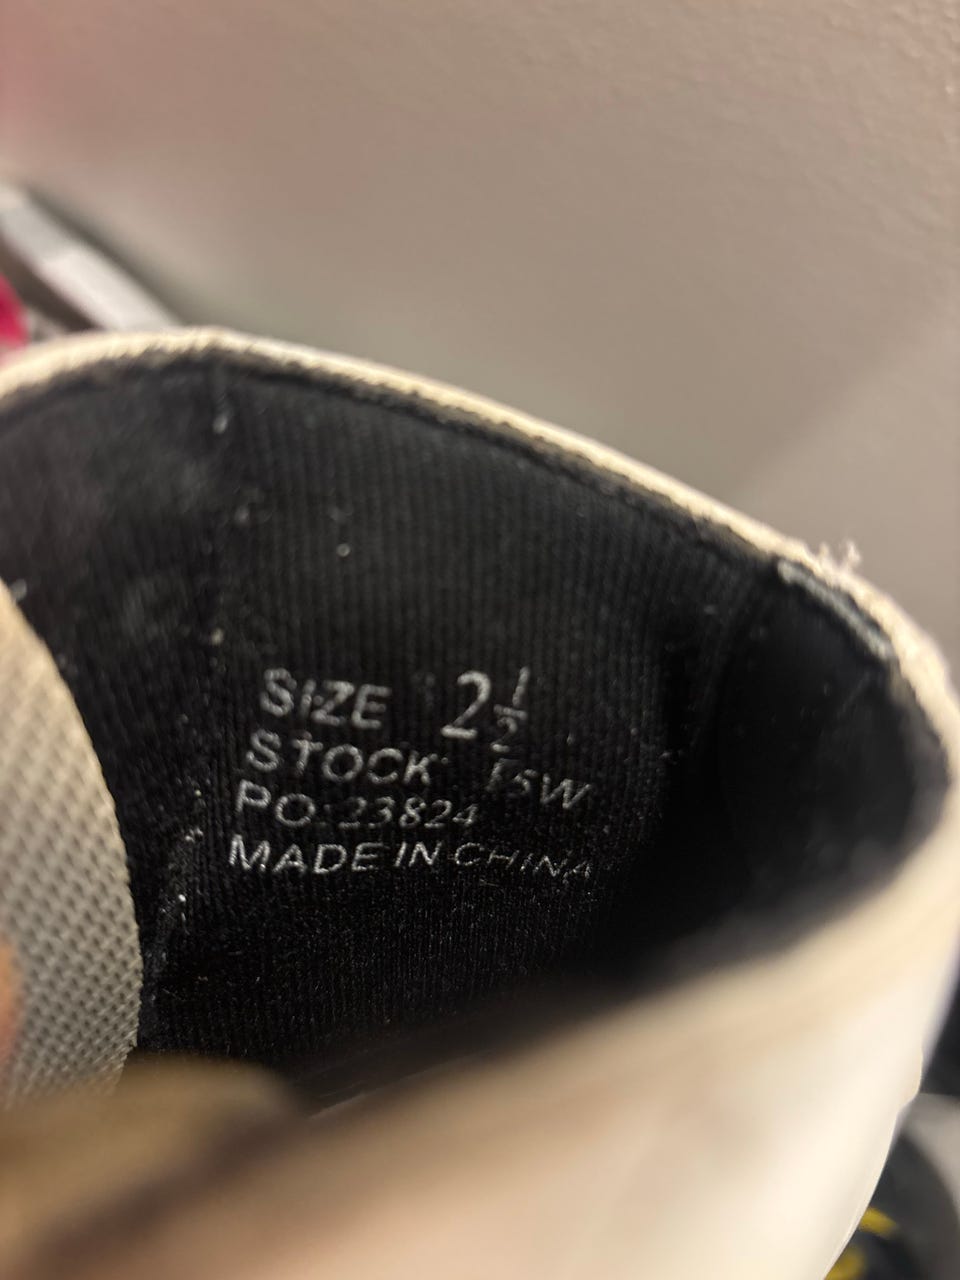 SIZE 2 1/2
STOCK:
PO: 23824
MADE IN CHINA